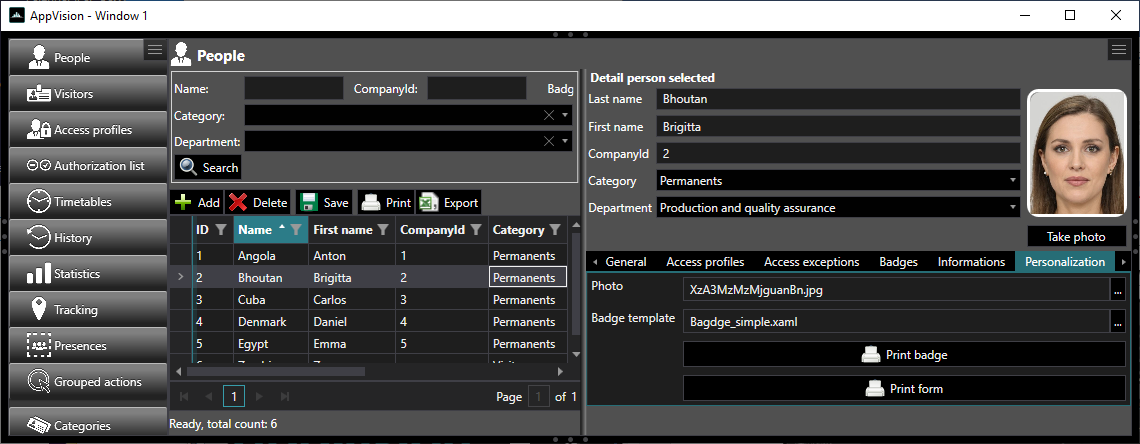 AppVision - Window 1
People
Visitors
Access profiles
Authorization list
Timetables
History
Statistics
Tracking
Presences
Grouped actions
Categories
People
Name: CompanyId: Badg
Category:
Department:
Search
Add Delete Save Print Export
ID Name First name CompanyId Category
1 Angola Anton 1 Permanents
2 Bhoutan Brigitta 2 Permanents
3 Cuba Carlos 3 Permanents
4 Denmark Daniel 4 Permanents
5 Egypt Emma 5 Permanents
1 Page 1 of 1
Ready, total count: 6
Detail person selected
Last name Bhoutan
First name Brigitta
CompanyId 2
Category Permanents
Department Production and quality assurance
Take photo
General Access profiles Access exceptions Badges Informations Personalization
Photo XzA3MzMzMjguanBn.jpg ...
Badge template Bagdge_simple.xaml ...
Print badge
Print form